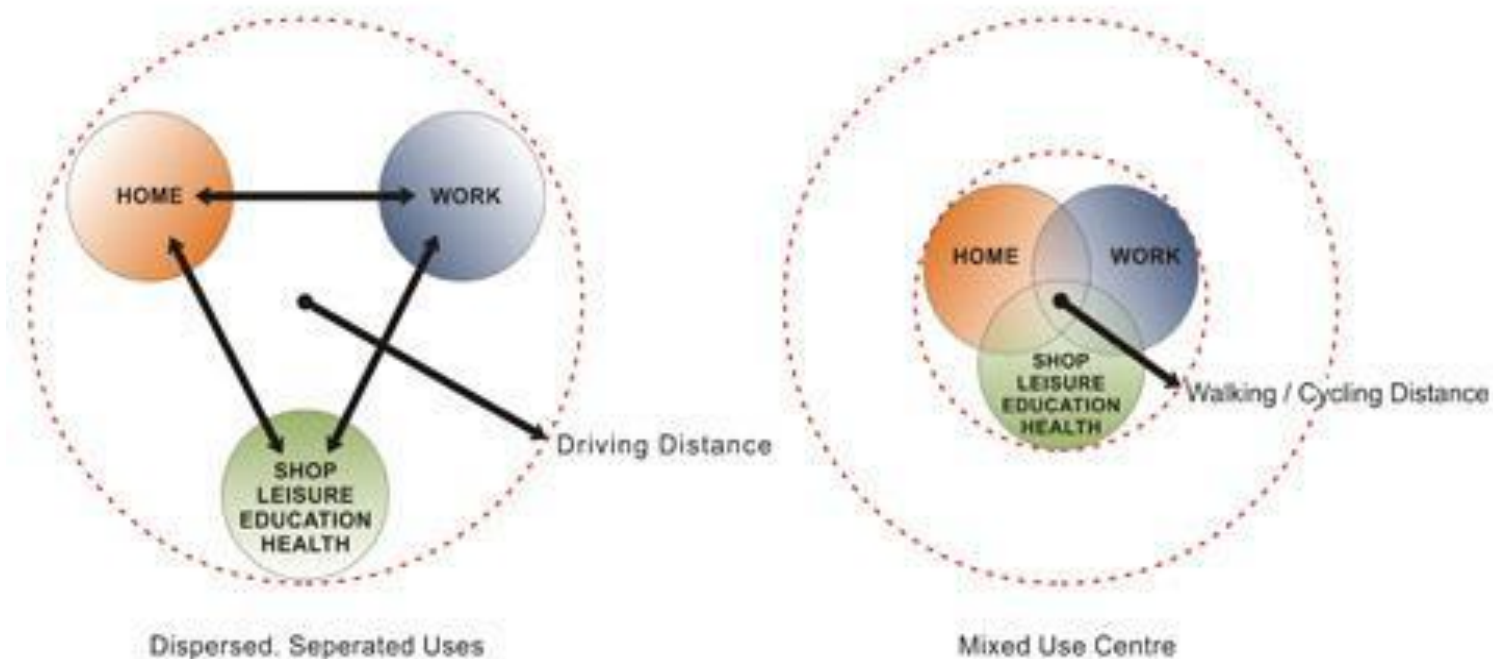 HOME
WORK
SHOP
LEISURE
EDUCATION
HEALTH
Driving Distance
Dispersed. Seperated Uses
HOME
WORK
SHOP
LEISURE
EDUCATION
HEALTH
Walking / Cycling Distance
Mixed Use Centre